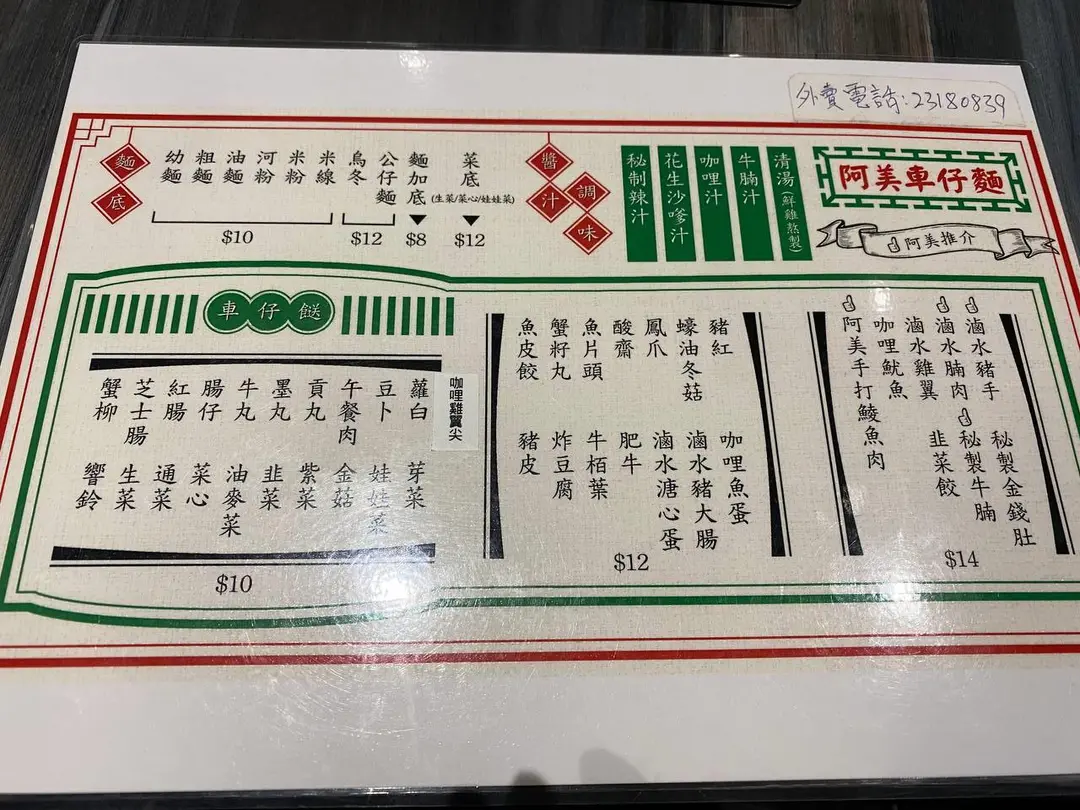 外賣電話:23180839
阿美車仔麵
阿美推介
麵底
幼麵
粗麵
油麵
河粉
米粉
米線
$10
烏冬
公仔麵
$12
麵加底
$8
菜底
(生菜/菜心/娃娃菜)
$12
醬汁調味
秘制辣汁
花生沙嗲汁
咖哩汁
牛腩汁
清湯(鮮雞熬製)
車仔餸
蟹柳
芝士腸
紅腸
腸仔
牛丸
墨丸
貢丸
午餐肉
豆卜
蘿白
咖哩雞翼尖
響鈴
生菜
通菜
菜心
油麥菜
韭菜
紫菜
金菇
娃娃菜
芽菜
$10
魚皮餃
蟹籽丸
魚片頭
酸齋
鳳爪
蠔油冬菇
豬紅
豬皮
炸豆腐
牛栢葉
肥牛
滷水溏心蛋
滷水豬大腸
咖哩魚蛋
$12
阿美手打鯪魚肉
咖哩魷魚
滷水雞翼
滷水腩肉
滷水豬手
韭菜餃
秘製牛腩
秘製金錢肚
$14